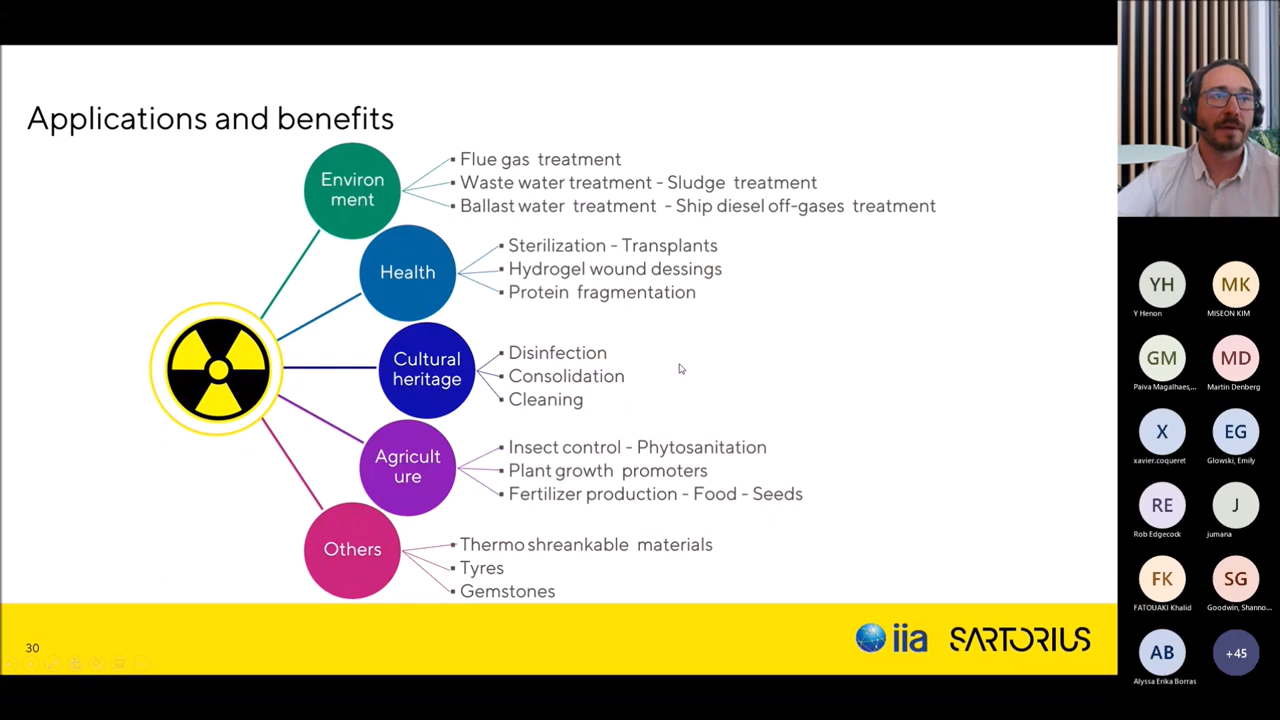 Applications and benefits
Environ
ment
Flue gas treatment
Waste water treatment - Sludge treatment
Ballast water treatment - Ship diesel off-gases treatment
Health
Sterilization - Transplants
Hydrogel wound dessings
Protein fragmentation
Cultural
heritage
Disinfection
Consolidation
Cleaning
Agricult
ure
Insect control - Phytosanitation
Plant growth promoters
Fertilizer production - Food - Seeds
Others
Thermo shreankable materials
Tyres
Gemstones
30
iia SARTORIUS
YH MK
Y Henon MISEON KIM
GM MD
Paiva Magalhaes,... Martin Denberg
X EG
xavier.coqueret Glowski, Emily
RE J
Rob Edgecock jumana
FK SG
FATOUAKI Khalid Goodwin, Shanno...
AB +45
Alyssa Erika Borras